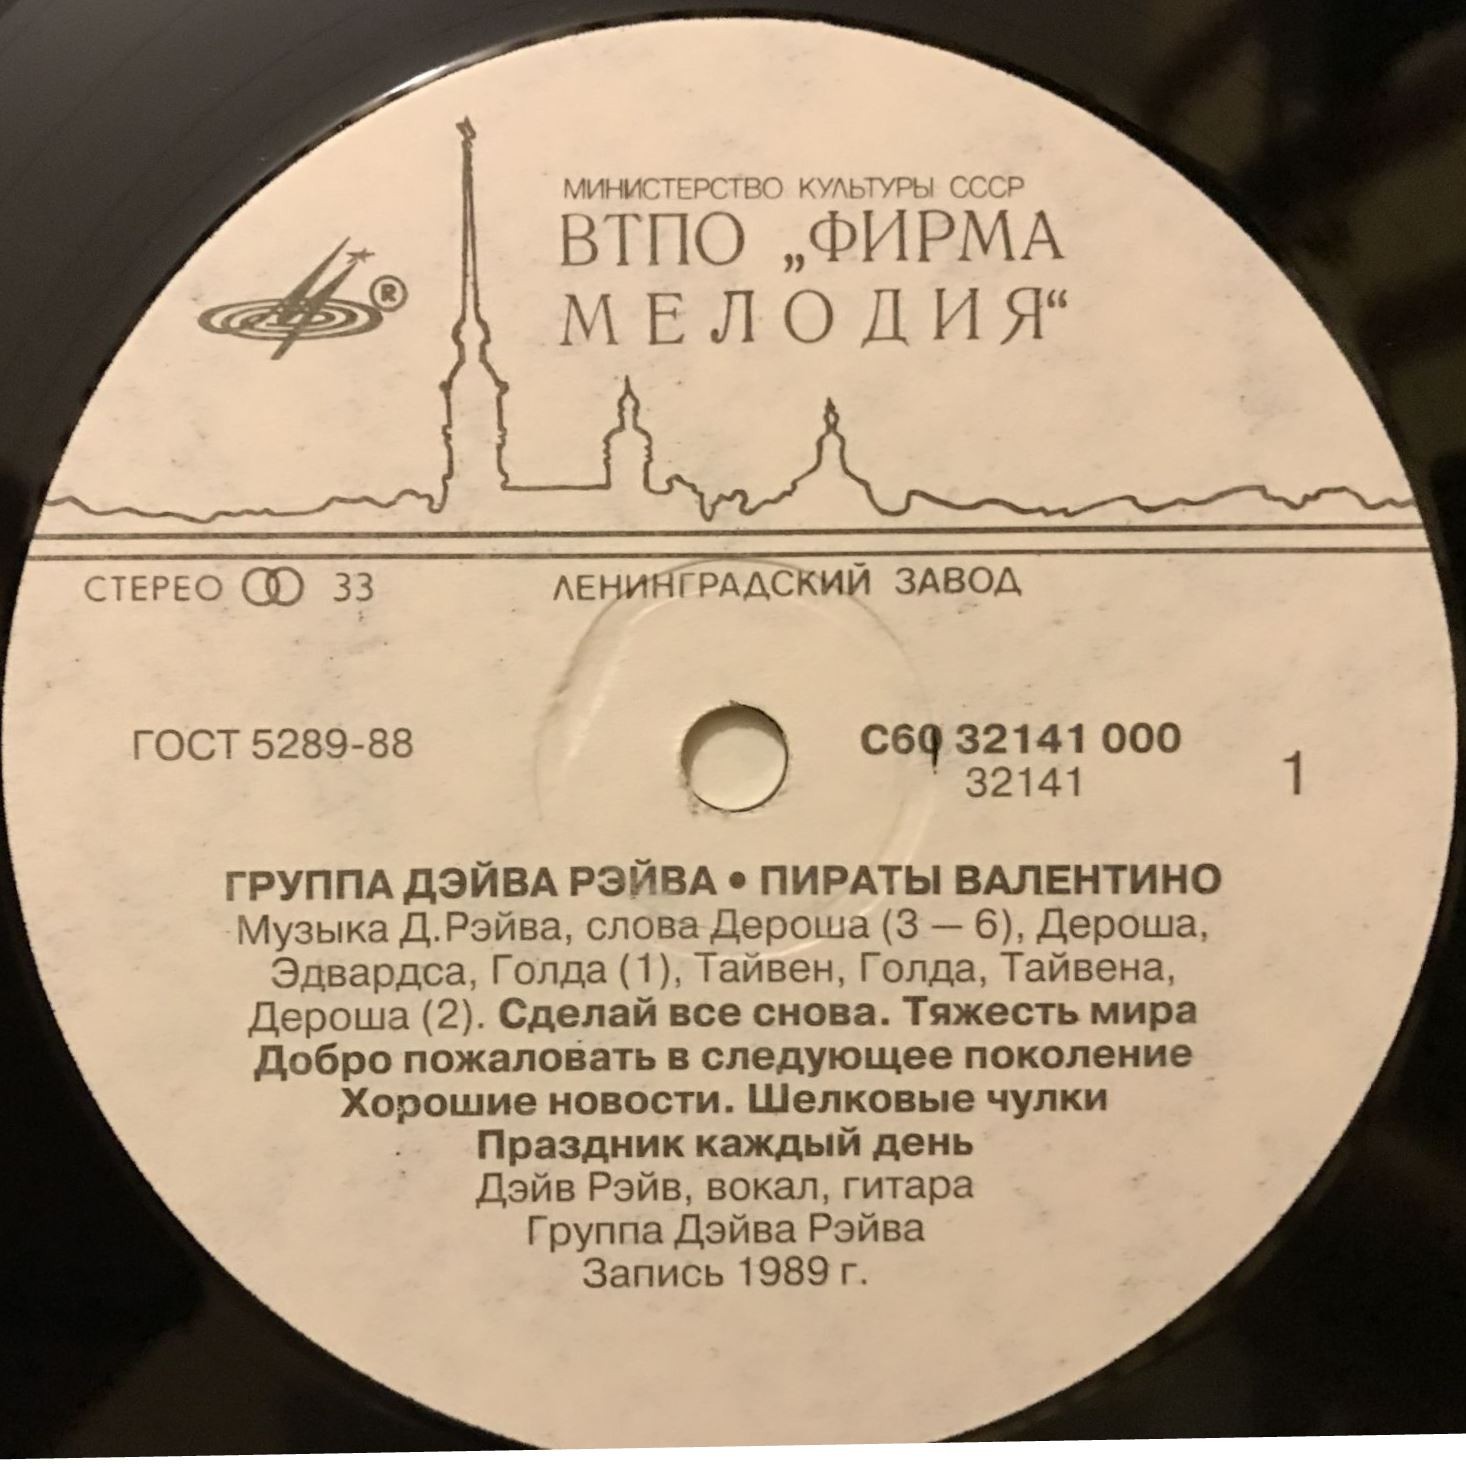 МИНИСТЕРСТВО КУЛЬТУРЫ СССР
ВТПО „ФИРМА
МЕЛОДИЯ“
®
СТЕРЕО 33
ЛЕНИНГРАДСКИЙ ЗАВОД
ГОСТ 5289-88
С60 32141 000
32141
1
ГРУППА ДЭЙВА РЭЙВА • ПИРАТЫ ВАЛЕНТИНО
Музыка Д.Рэйва, слова Дероша (3 — 6), Дероша,
Эдвардса, Голда (1), Тайвен, Голда, Тайвена,
Дероша (2). Сделай все снова. Тяжесть мира
Добро пожаловать в следующее поколение
Хорошие новости. Шелковые чулки
Праздник каждый день
Дэйв Рэйв, вокал, гитара
Группа Дэйва Рэйва
Запись 1989 г.